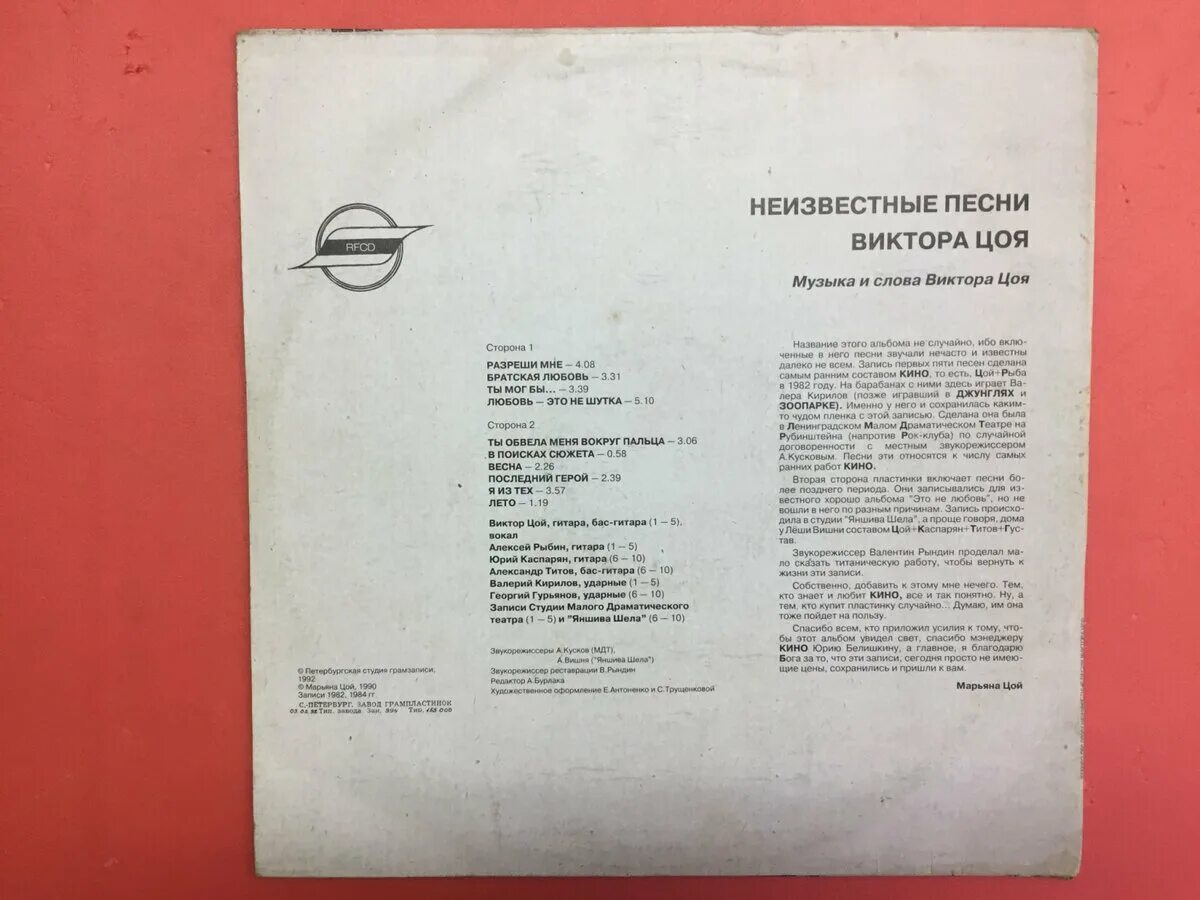 RFCD
НЕИЗВЕСТНЫЕ ПЕСНИ
ВИКТОРА ЦОЯ
Музыка и слова Виктора Цоя
Сторона 1
РАЗРЕШИ МНЕ – 4.08
БРАТСКАЯ ЛЮБОВЬ – 3.31
ТЫ МОГ БЫ... – 3.39
ЛЮБОВЬ – ЭТО НЕ ШУТКА – 5.10
Сторона 2
ТЫ ОБВЕЛА МЕНЯ ВОКРУГ ПАЛЬЦА – 3.06
В ПОИСКАХ СЮЖЕТА – 0.58
ВЕСНА – 2.26
ПОСЛЕДНИЙ ГЕРОЙ – 2.39
Я ИЗ ТЕХ – 3.57
ЛЕТО – 1.19
Виктор Цой, гитара, бас-гитара (1 – 5),
вокал
Алексей Рыбин, гитара (1 – 5)
Юрий Каспарян, гитара (6 – 10)
Александр Титов, бас-гитара (6 – 10)
Валерий Кирилов, ударные (1 – 5)
Георгий Гурьянов, ударные (6 – 10)
Записи Студии Малого Драматического
театра (1 – 5) и "Яншива Шела" (6 – 10)
Звукорежиссеры А.Кусков (МДТ),
А.Вишня ("Яншива Шела")
Звукорежиссер реставрации В.Рындин
Редактор А.Бурлака
Художественное оформление Е.Антоненко и С.Трущенковой
© Петербургская студия грамзаписи,
1992
® Марьяна Цой, 1990
Записи 1982, 1984 гг
С.-ПЕТЕРБУРГ. ЗАВОД ГРАМПЛАСТИНОК
Тип. завода Зак. Тир.
Название этого альбома не случайно, ибо вклю-
ченные в него песни звучали нечасто и известны
далеко не всем. Запись первых пяти песен сделана
самым ранним составом КИНО, то есть, Цой+Рыба
в 1982 году. На барабанах с ними здесь играет Ва-
лера Кирилов (позже игравший в ДЖУНГЛЯХ и
ЗООПАРКЕ). Именно у него и сохранилась каким-
то чудом пленка с этой записью. Сделана она была
в Ленинградском Малом Драматическом Театре на
Рубинштейна (напротив Рок-клуба) по случайной
договоренности с местным звукорежиссером
А.Кусковым. Песни эти относятся к числу самых
ранних работ КИНО.
Вторая сторона пластинки включает песни бо-
лее позднего периода. Они записывались для из-
вестного хорошо альбома "Это не любовь", но не
вошли в него по разным причинам. Запись происхо-
дила в студии "Яншива Шела", а проще говоря, дома
у Лёши Вишни составом Цой+Каспарян+Титов+Гус-
тав.
Звукорежиссер Валентин Рындин проделал ма-
ло сказать титаническую работу, чтобы вернуть к
жизни эти записи.
Собственно, добавить к этому мне нечего. Тем,
кто знает и любит КИНО, все и так понятно. Ну, а
тем, кто купит пластинку случайно... Думаю, им она
тоже пойдет на пользу.
Спасибо всем, кто приложил усилия к тому, что-
бы этот альбом увидел свет, спасибо мэнеджеру
КИНО Юрию Белишкину, а главное, я благодарю
Бога за то, что эти записи, сегодня просто не имею-
щие цены, сохранились и пришли к вам.
Марьяна Цой